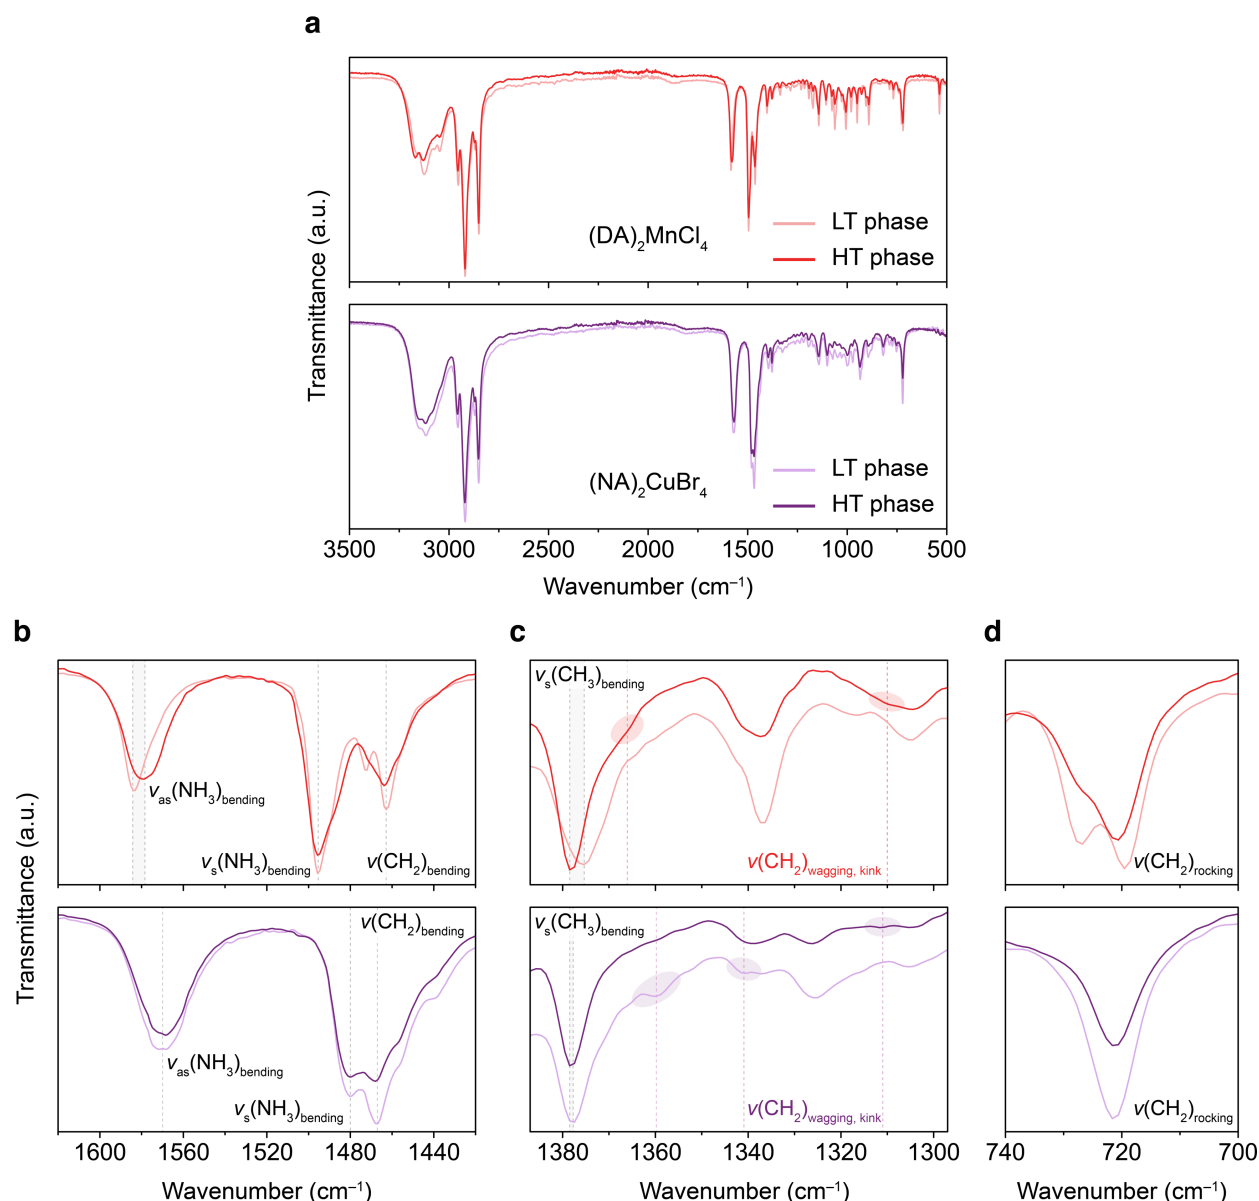 a
Transmittance (a.u.)
(DA)2MnCl4
LT phase
HT phase
(NA)2CuBr4
LT phase
HT phase
3500 3000 2500 2000 1500 1000 500
Wavenumber (cm–1)
b
Transmittance (a.u.)
vas(NH3)bending
vs(NH3)bending
v(CH2)bending
v(CH2)bending
vas(NH3)bending
vs(NH3)bending
1600 1560 1520 1480 1440
Wavenumber (cm–1)
c
vs(CH3)bending
v(CH2)wagging, kink
vs(CH3)bending
v(CH2)wagging, kink
1380 1360 1340 1320 1300
Wavenumber (cm–1)
d
v(CH2)rocking
v(CH2)rocking
740 720 700
Wavenumber (cm–1)